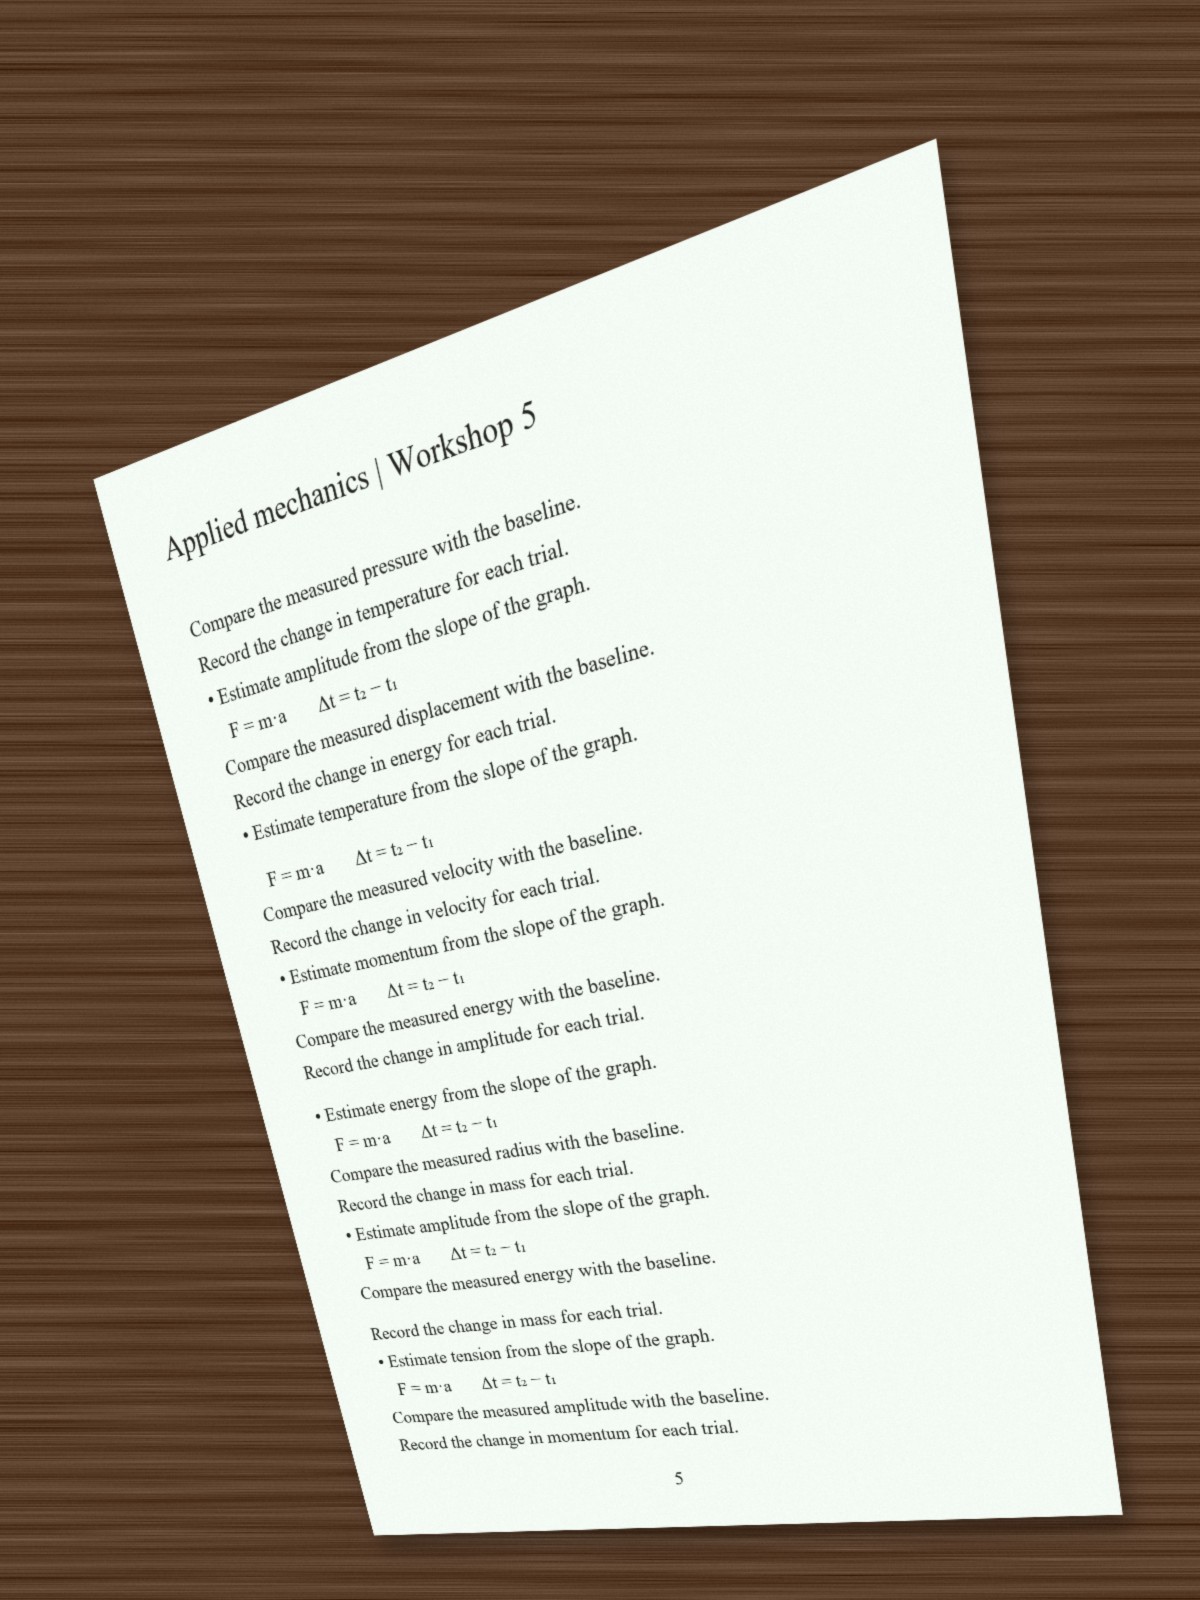 Applied mechanics | Workshop 5
Compare the measured pressure with the baseline.
Record the change in temperature for each trial.
• Estimate amplitude from the slope of the graph.
F = m·a Δt = t₂ − t₁
Compare the measured displacement with the baseline.
Record the change in energy for each trial.
• Estimate temperature from the slope of the graph.
F = m·a Δt = t₂ − t₁
Compare the measured velocity with the baseline.
Record the change in velocity for each trial.
• Estimate momentum from the slope of the graph.
F = m·a Δt = t₂ − t₁
Compare the measured energy with the baseline.
Record the change in amplitude for each trial.
• Estimate energy from the slope of the graph.
F = m·a Δt = t₂ − t₁
Compare the measured radius with the baseline.
Record the change in mass for each trial.
• Estimate amplitude from the slope of the graph.
F = m·a Δt = t₂ − t₁
Compare the measured energy with the baseline.
Record the change in mass for each trial.
• Estimate tension from the slope of the graph.
F = m·a Δt = t₂ − t₁
Compare the measured amplitude with the baseline.
Record the change in momentum for each trial.
5